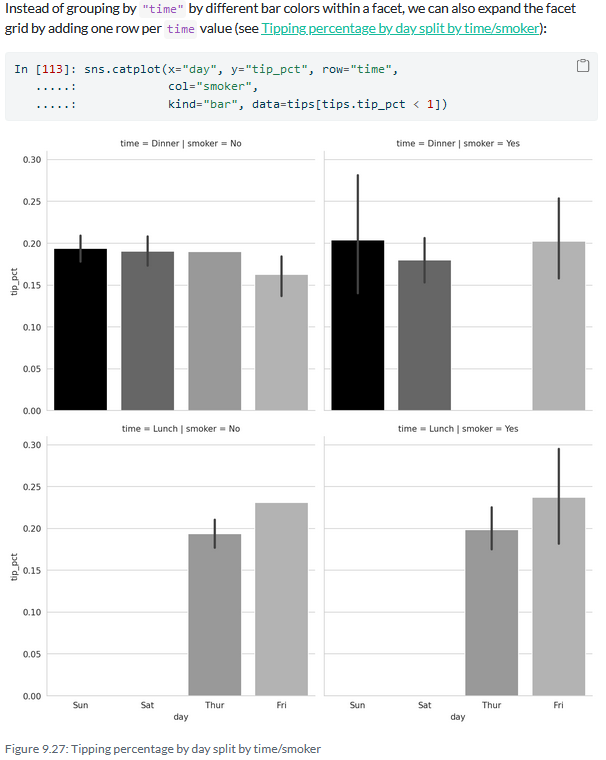 Instead of grouping by "time" by different bar colors within a facet, we can also expand the facet
grid by adding one row per time value (see Tipping percentage by day split by time/smoker):
In [113]: sns.catplot(x="day", y="tip_pct", row="time",
.....: col="smoker",
.....: kind="bar", data=tips[tips.tip_pct < 1])
time = Dinner | smoker = No
time = Dinner | smoker = Yes
0.30
0.25
0.20
0.15
0.10
0.05
0.00
tip_pct
time = Lunch | smoker = No
time = Lunch | smoker = Yes
0.30
0.25
0.20
0.15
0.10
0.05
0.00
tip_pct
Sun Sat Thur Fri
day
Sun Sat Thur Fri
day
Figure 9.27: Tipping percentage by day split by time/smoker